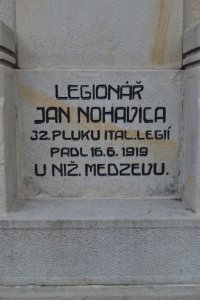 LEGIONÁŘ
JAN NOHAVICA
32. PLUKU ITAL. LEGIÍ
PADL 16.6.1919
U NIŽ. MEDZEVU.